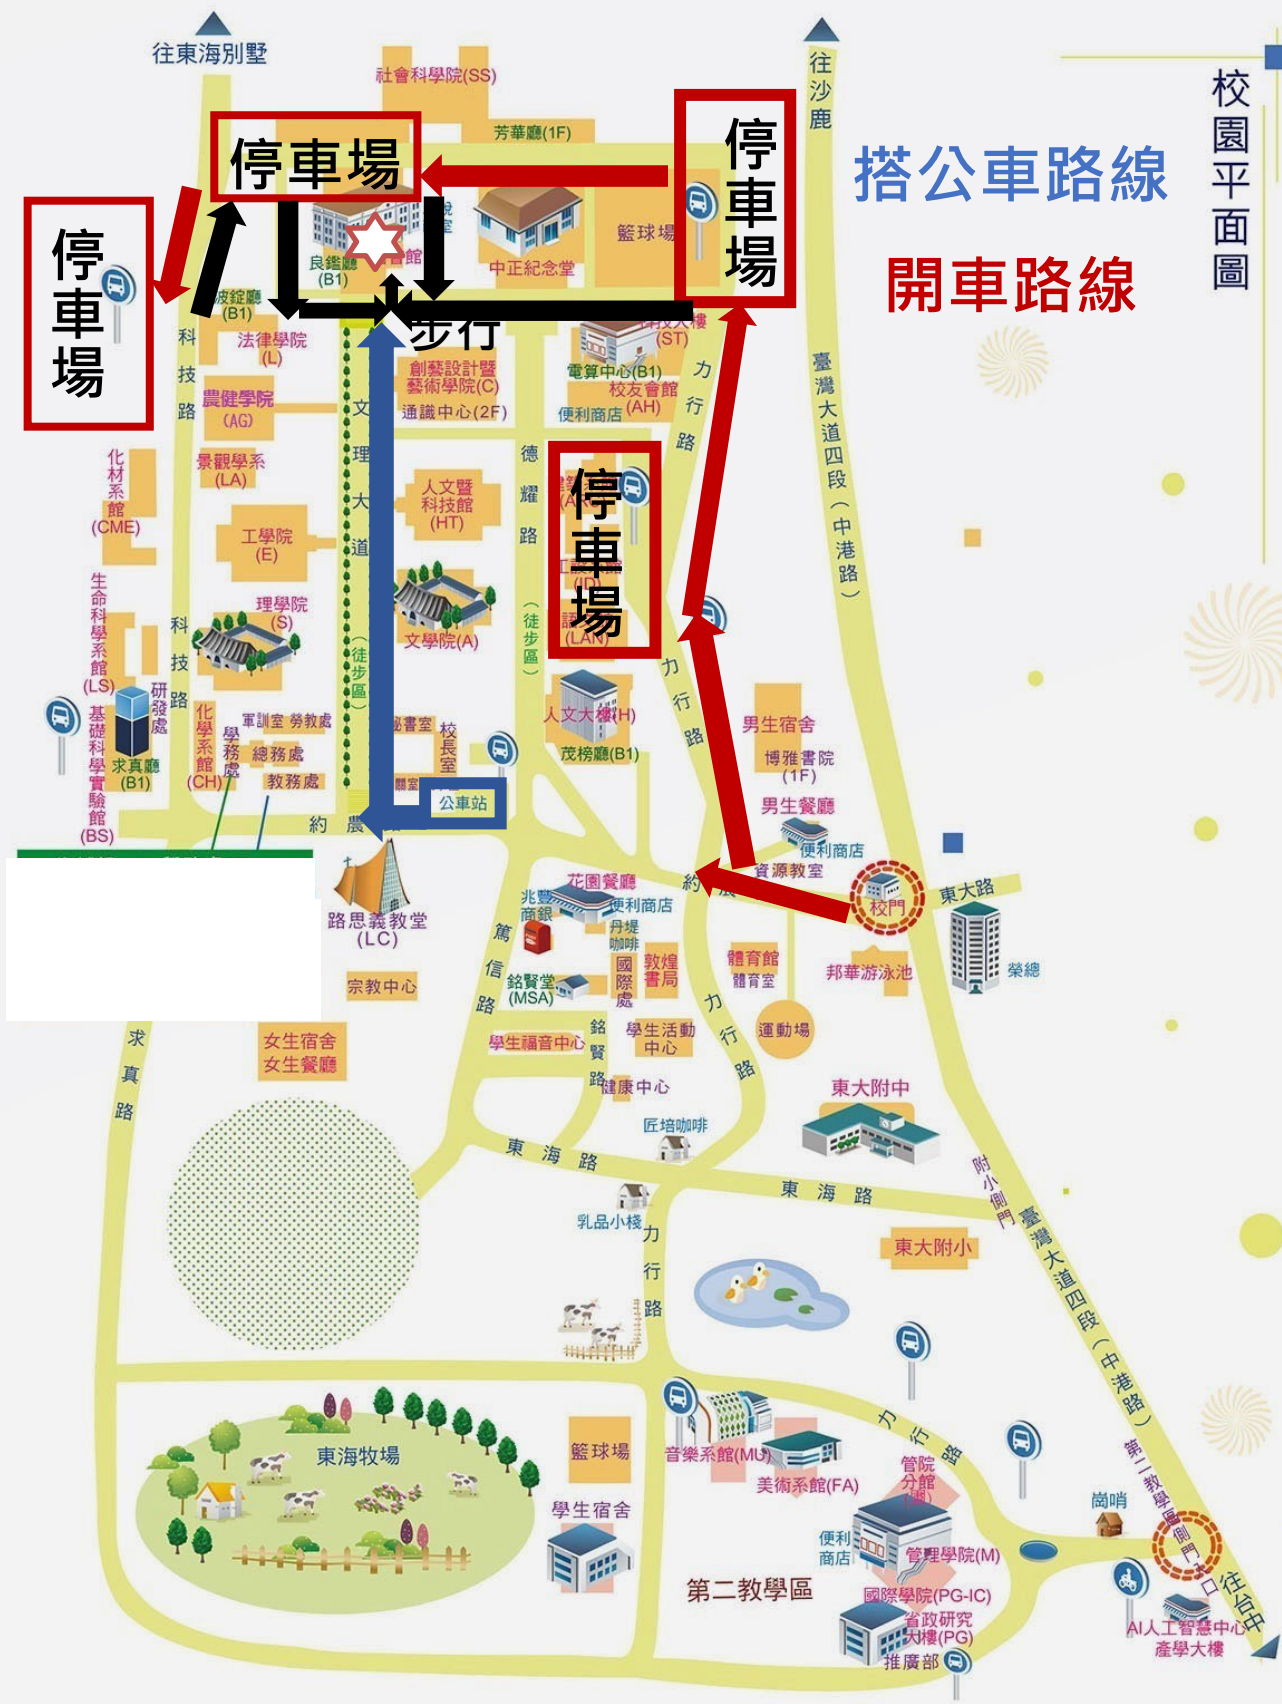 校園平面圖
往東海別墅
往沙鹿
社會科學院(SS)
芳華廳(1F)
停車場
停車場
停車場
停車場
搭公車路線
開車路線
良鑑廳
(B1)
中正紀念堂
籃球場
步行
(B1)
法律學院
(L)
科技路
農健學院
(AG)
景觀學系
(LA)
化材系館
(CME)
工學院
(E)
理學院
(S)
生命科學系館
(LS)
科技路
研發處
基礎科學實驗館
(BS)
求真廳
(B1)
化學系館
(CH)
學務處
軍訓室 勞教處
總務處
教務處
文理大道
(徒步區)
創藝設計暨
藝術學院(C)
通識中心(2F)
人文暨
科技館
(HT)
文學院(A)
秘書室
校長室
公車站
德耀路
(徒步區)
(ST)
電算中心(B1)
校友會館
(AH)
便利商店
(LAN)
人文大樓(H)
茂榜廳(B1)
力行路
力行路
臺灣大道四段(中港路)
男生宿舍
博雅書院
(1F)
男生餐廳
便利商店
資源教室
校門
東大路
榮總
邦華游泳池
約農
路思義教堂
(LC)
宗教中心
女生宿舍
女生餐廳
求真路
花園餐廳
便利商店
兆豐
商銀
丹堤
咖啡
篤信路
銘賢堂
(MSA)
國際處
敦煌
書局
體育館
體育室
運動場
學生福音中心
銘賢路
學生活動
中心
健康中心
力行路
東大附中
匠培咖啡
東海路
東海路
附小側門
乳品小棧
力行路
東大附小
臺灣大道四段(中港路)
東海牧場
籃球場
學生宿舍
音樂系館(MU)
美術系館(FA)
力行路
管院
分館
便利
商店
管理學院(M)
第二教學區
國際學院(PG-IC)
省政研究
大樓(PG)
推廣部
崗哨
第二教學區側門入口
往台中
AI人工智慧中心
產學大樓